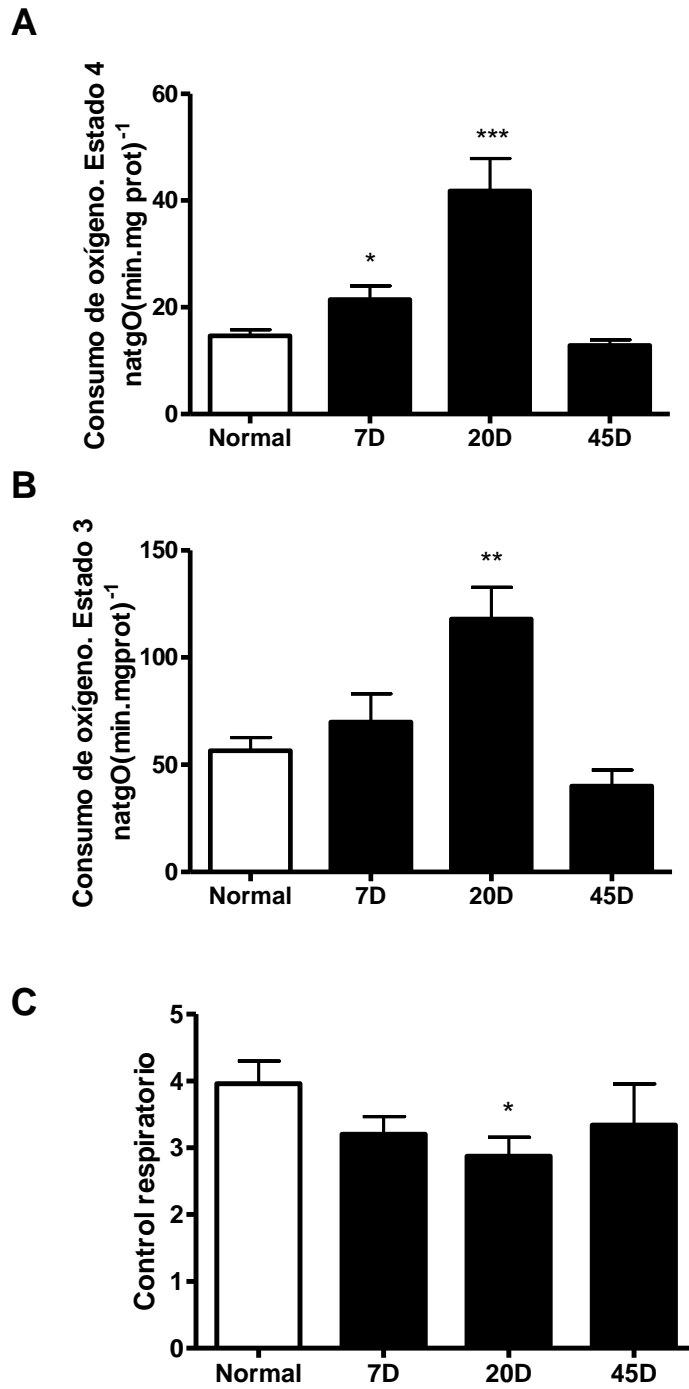 A
Consumo de oxígeno. Estado 4
natgO(min.mg prot)-1
60
40
20
0
*
***
Normal 7D 20D 45D
B
Consumo de oxígeno. Estado 3
natgO(min.mgprot)-1
150
100
50
0
**
Normal 7D 20D 45D
C
Control respiratorio
5
4
3
2
1
0
*
Normal 7D 20D 45D